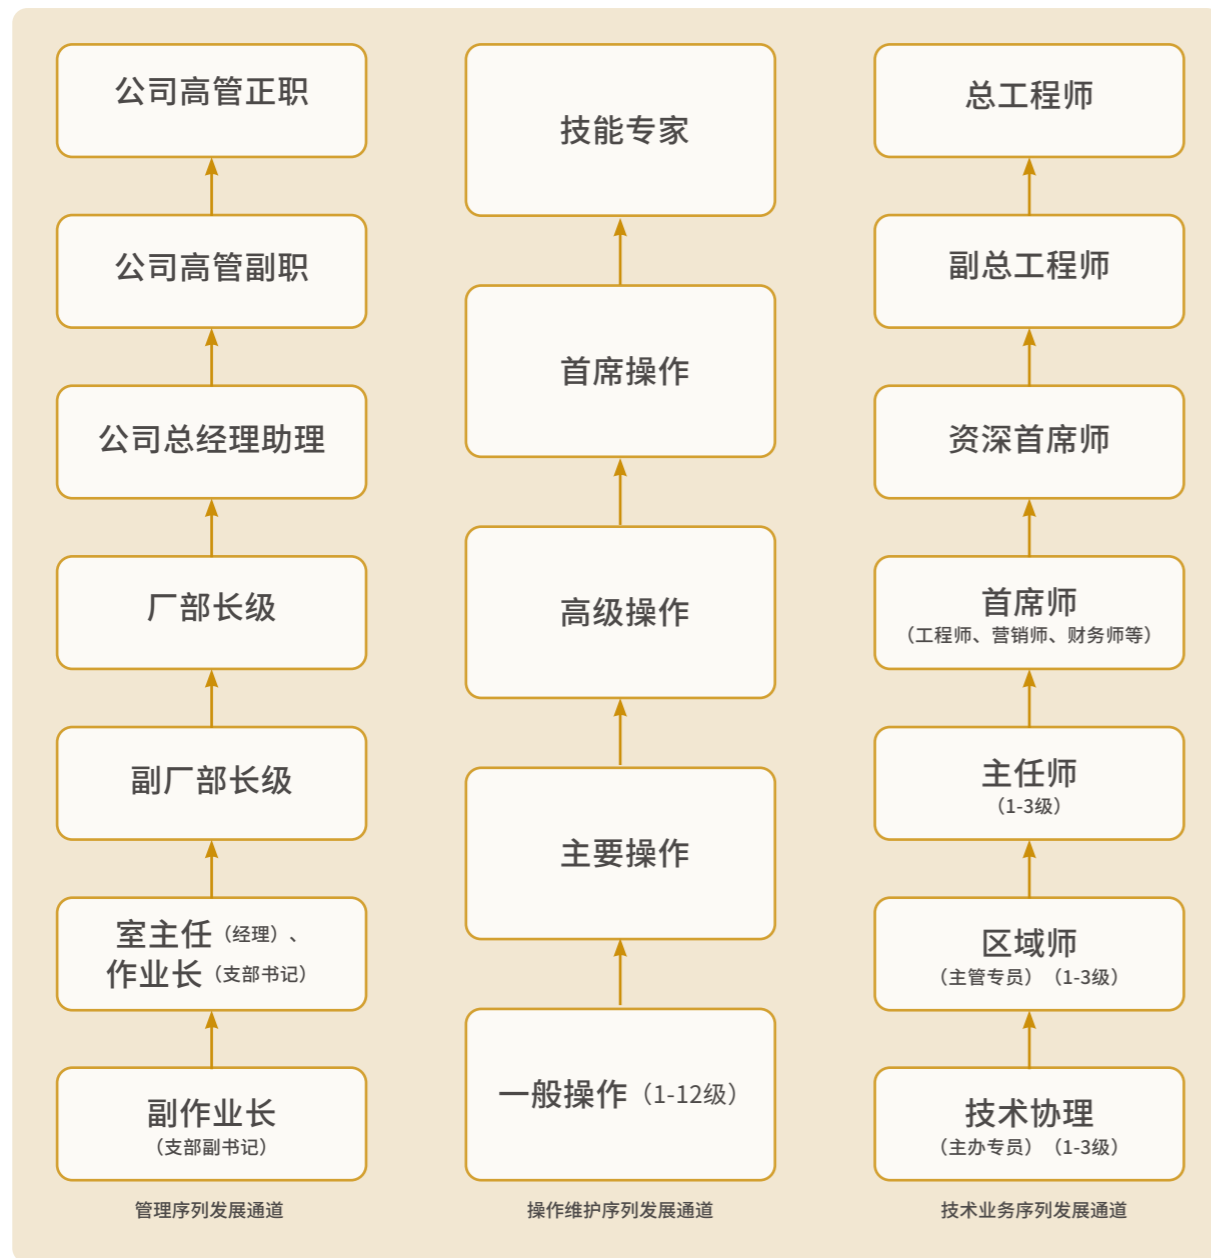 公司高管正职
公司高管副职
公司总经理助理
厂部长级
副厂部长级
室主任（经理）、
作业长（支部书记）
副作业长
（支部副书记）
管理序列发展通道
技能专家
首席操作
高级操作
主要操作
一般操作（1-12级）
操作维护序列发展通道
总工程师
副总工程师
资深首席师
首席师
（工程师、营销师、财务师等）
主任师
（1-3级）
区域师
（主管专员）（1-3级）
技术协理
（主办专员）（1-3级）
技术业务序列发展通道